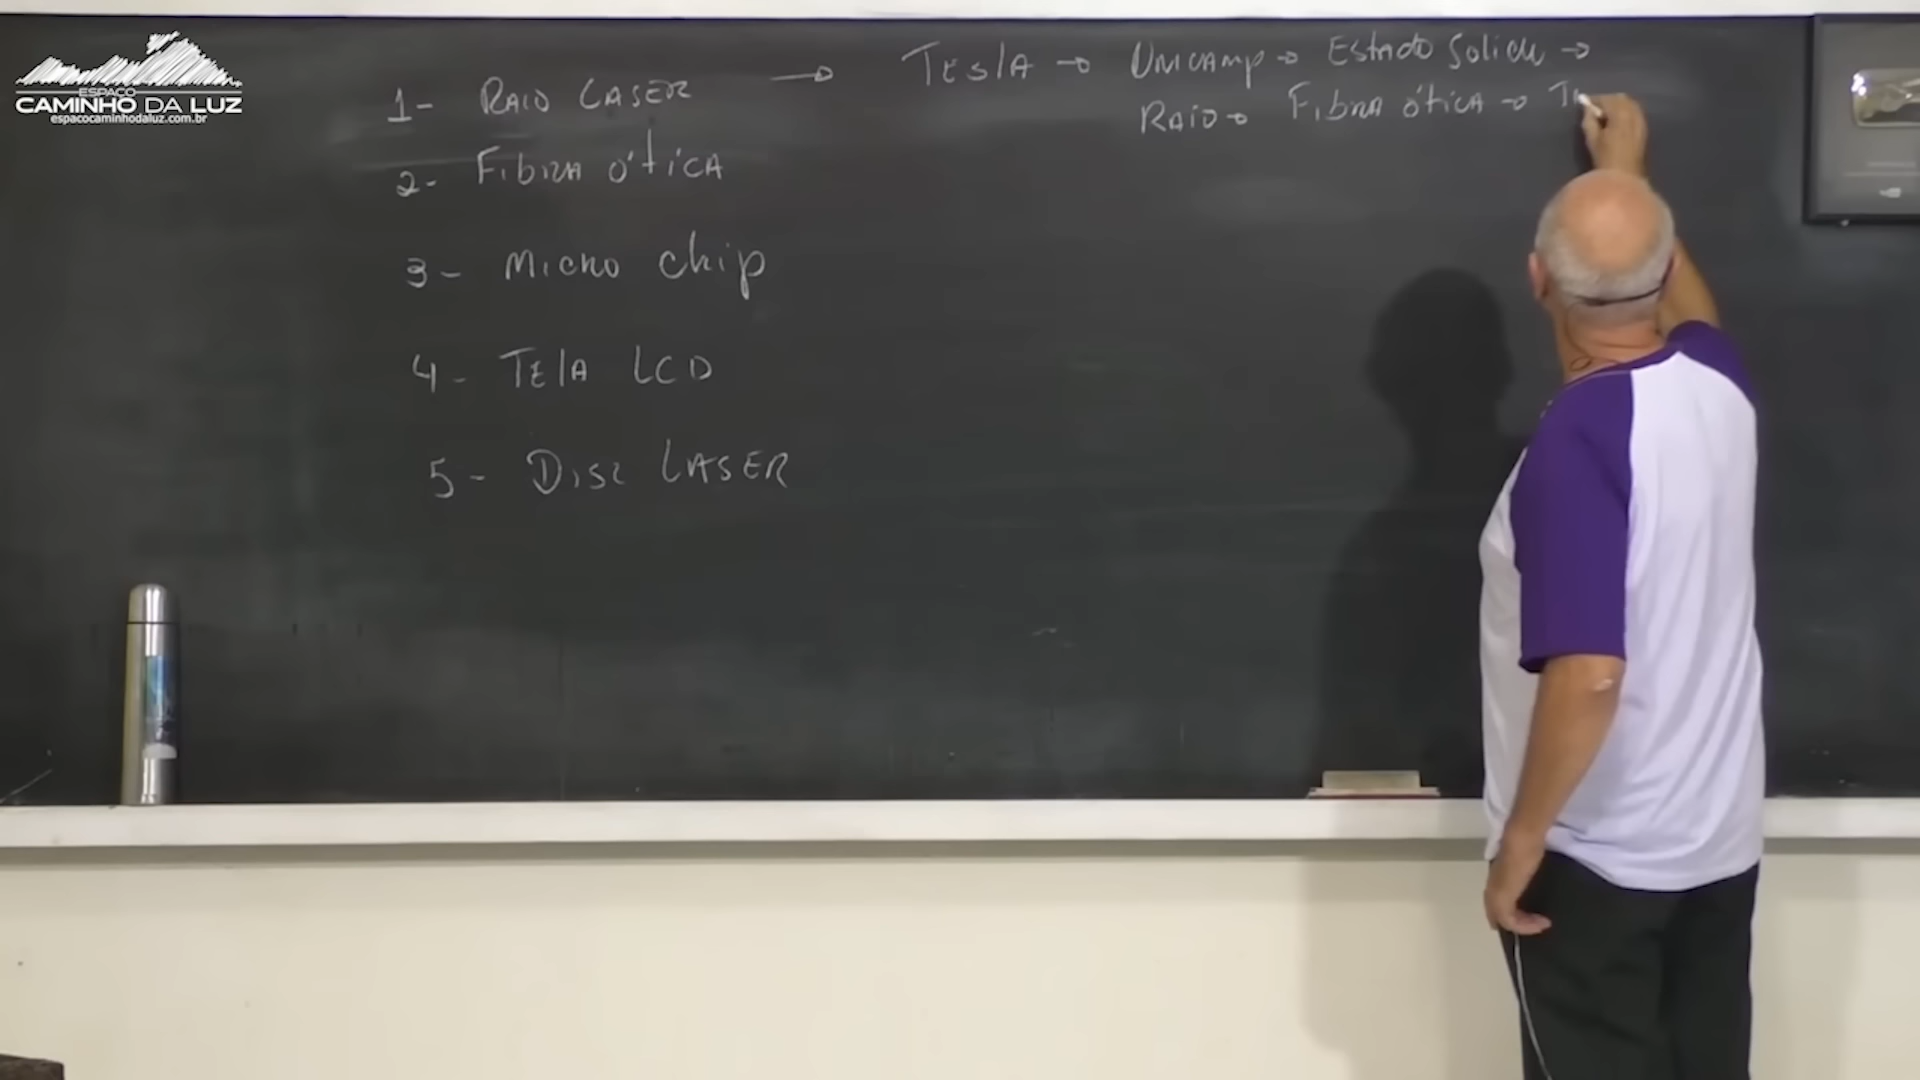 ESPAÇO
CAMINHO DA LUZ
espacocaminhodaluz.com.br
1- RAIO LASER → TESLA → UNICAMP → ESTADO SOLIDO →
RAIO → FIBRA ÓTICA →
2- FIBRA ÓTICA
3- MICRO chip
4- TELA LCD
5- DISC LASER